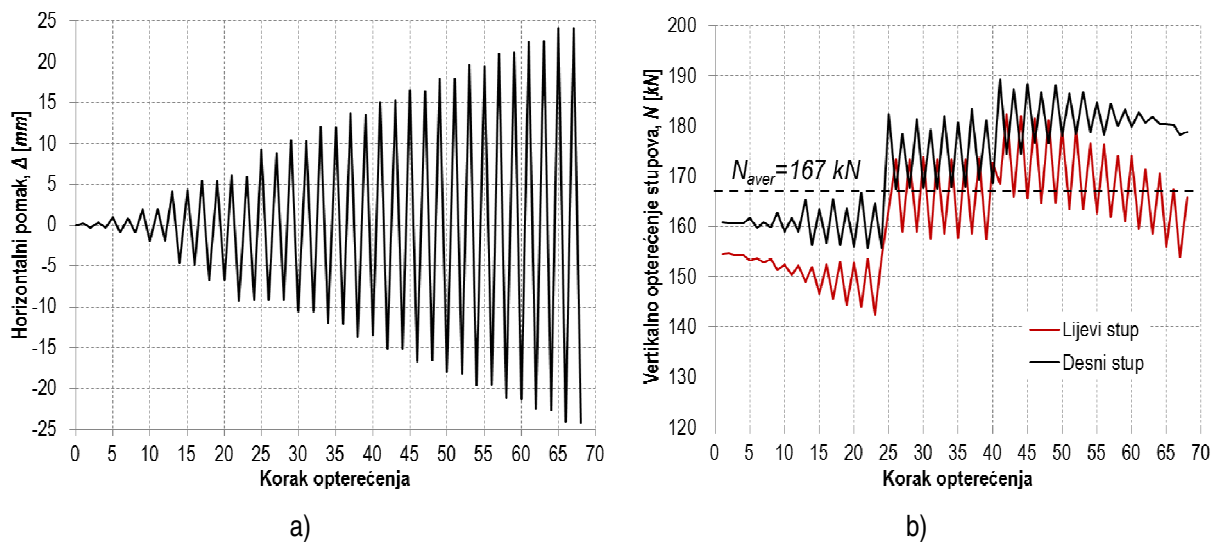 Horizontalni pomak, Δ [mm]
25
20
15
10
5
0
-5
-10
-15
-20
-25
0 5 10 15 20 25 30 35 40 45 50 55 60 65 70
Korak opterećenja
a)
Vertikalno opterećenje stupova, N [kN]
200
190
180
170
160
150
140
130
120
N_aver=167 kN
Lijevi stup
Desni stup
0 5 10 15 20 25 30 35 40 45 50 55 60 65 70
Korak opterećenja
b)